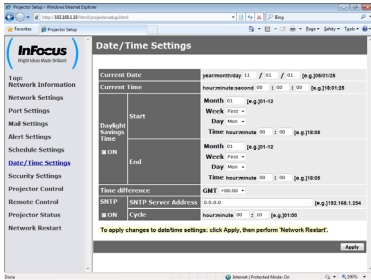 Projector Setup - Windows Internet Explorer
http://192.168.1.10/html/projectorsetup.html
Bing
Favorites Projector Setup
Page Safety Tools
InFocus
Bright Ideas Made Brilliant
Top:
Network Information
Network Settings
Port Settings
Mail Settings
Alert Settings
Schedule Settings
Date/Time Settings
Security Settings
Projector Control
Remote Control
Projector Status
Network Restart
Date/Time Settings
Current Date year/month/day 11 / 01 / 01 [e.g.]05/01/25
Current Time hour:minute:second 00 : 00 : 00 [e.g.]18:01:25
Daylight Savings Time
ON
Start
Month 01 [e.g.]01-12
Week First
Day Mon
Time hour:minute 00 : 00 [e.g.]18:05
End
Month 01 [e.g.]01-12
Week First
Day Mon
Time hour:minute 00 : 00 [e.g.]18:05
Time difference GMT +00:00
SNTP
ON
SNTP Server Address 0.0.0.0 [e.g.]192.168.1.254
Cycle hour:minute 00 : 10 [e.g.]01:00
To apply changes to date/time settings: click Apply, then perform 'Network Restart'.
Apply
Done
Internet | Protected Mode: On
100%